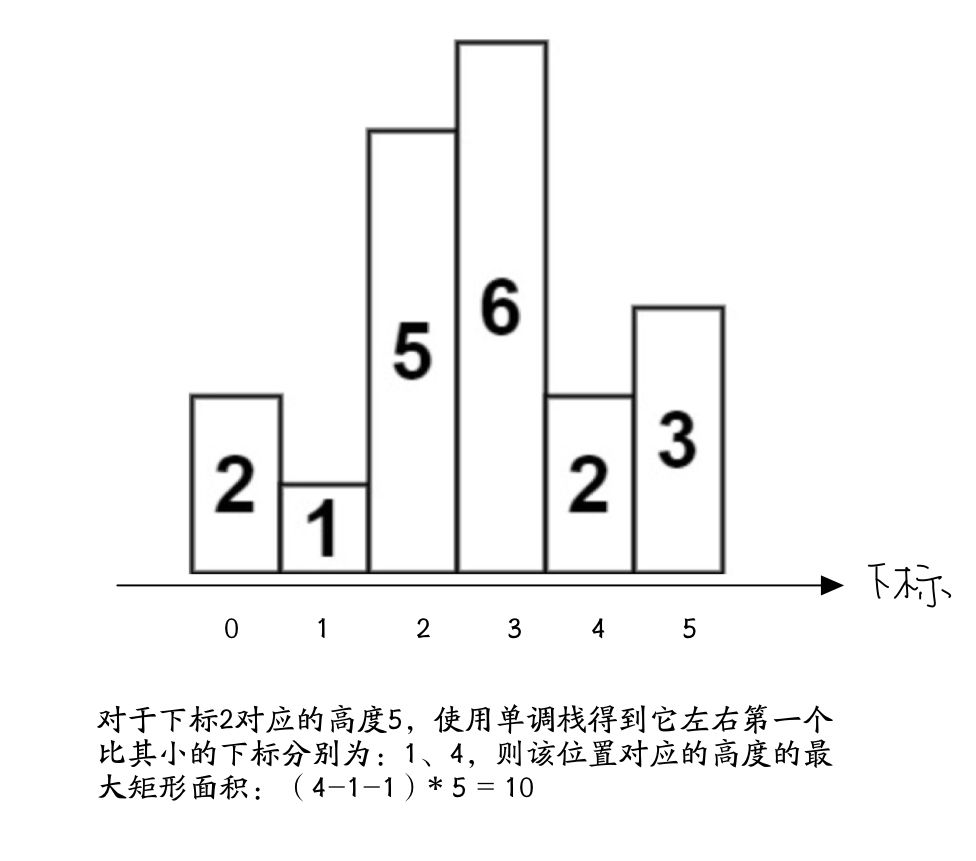 6
5
3
2
2
1
下标
0 1 2 3 4 5
对于下标2对应的高度5，使用单调栈得到它左右第一个
比其小的下标分别为：1、4，则该位置对应的高度的最
大矩形面积：（4-1-1）* 5 = 10